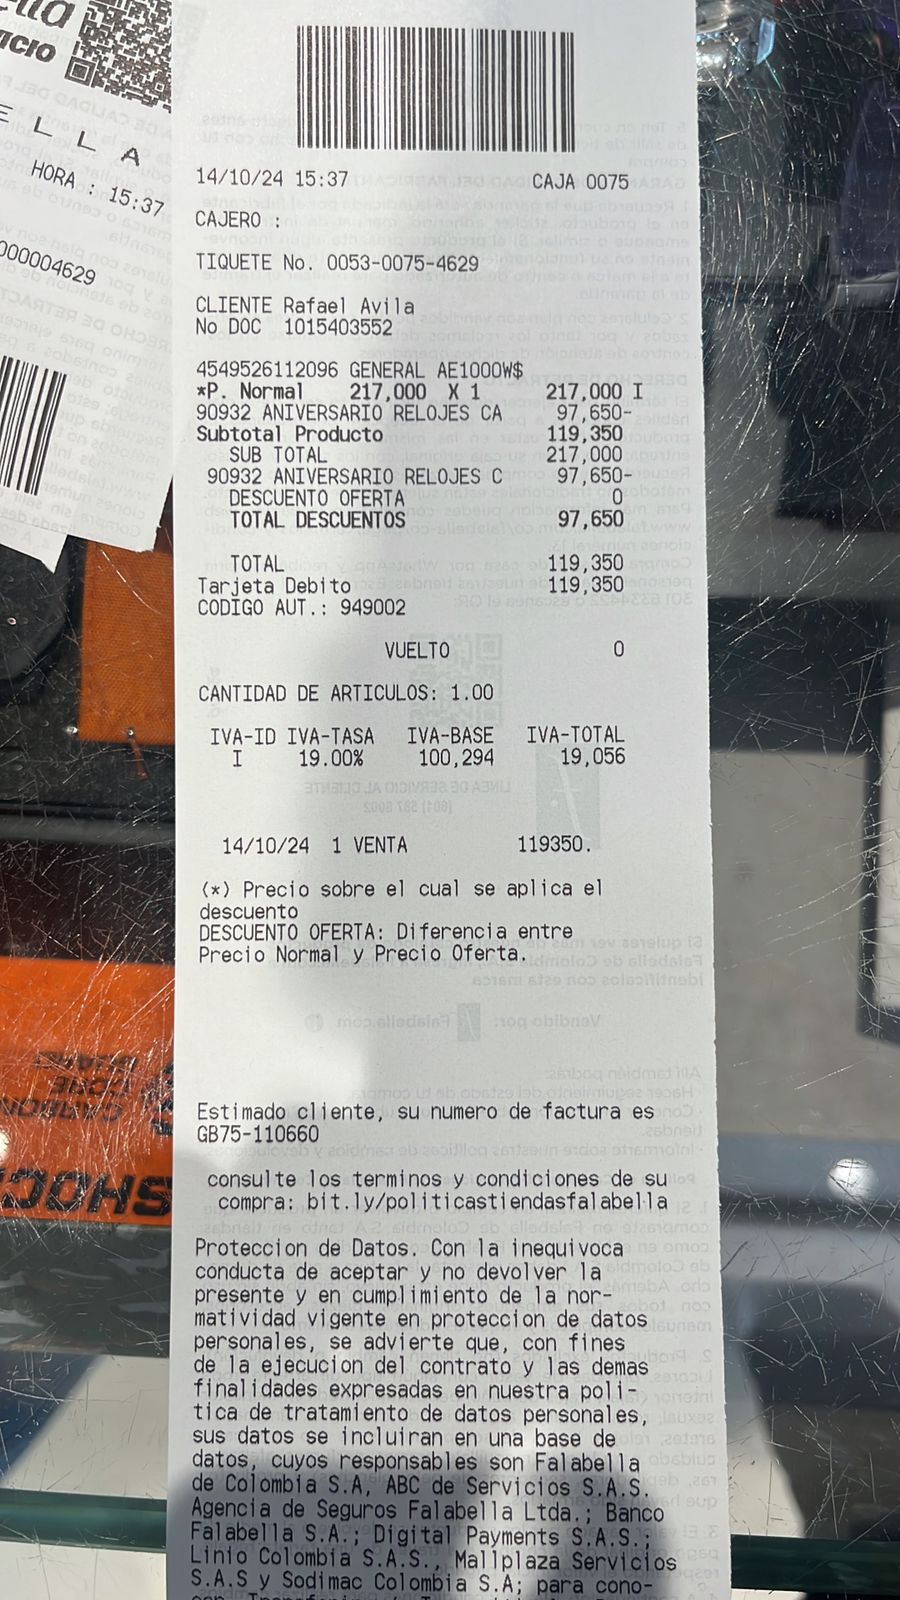 ella
icio
E L L A
HORA : 15:37
000004629
14/10/24 15:37 CAJA 0075
CAJERO :
TIQUETE No. 0053-0075-4629
CLIENTE Rafael Avila
No DOC 1015403552
4549526112096 GENERAL AE1000W$
*P. Normal 217,000 X 1 217,000 I
90932 ANIVERSARIO RELOJES CA 97,650-
Subtotal Producto 119,350
SUB TOTAL 217,000
90932 ANIVERSARIO RELOJES C 97,650-
DESCUENTO OFERTA 0
TOTAL DESCUENTOS 97,650
TOTAL 119,350
Tarjeta Debito 119,350
CODIGO AUT.: 949002
VUELTO 0
CANTIDAD DE ARTICULOS: 1.00
IVA-ID IVA-TASA IVA-BASE IVA-TOTAL
I 19.00% 100,294 19,056
14/10/24 1 VENTA 119350.
(*) Precio sobre el cual se aplica el
descuento
DESCUENTO OFERTA: Diferencia entre
Precio Normal y Precio Oferta.
Estimado cliente, su numero de factura es
GB75-110660
consulte los terminos y condiciones de su
compra: bit.ly/politicastiendasfalabella
Proteccion de Datos. Con la inequivoca
conducta de aceptar y no devolver la
presente y en cumplimiento de la nor-
matividad vigente en proteccion de datos
personales, se advierte que, con fines
de la ejecucion del contrato y las demas
finalidades expresadas en nuestra poli-
tica de tratamiento de datos personales,
sus datos se incluiran en una base de
datos, cuyos responsables son Falabella
de Colombia S.A, ABC de Servicios S.A.S.
Agencia de Seguros Falabella Ltda.; Banco
Falabella S.A.; Digital Payments S.A.S.;
Linio Colombia S.A.S., Mallplaza Servicios
S.A.S y Sodimac Colombia S.A; para cono-